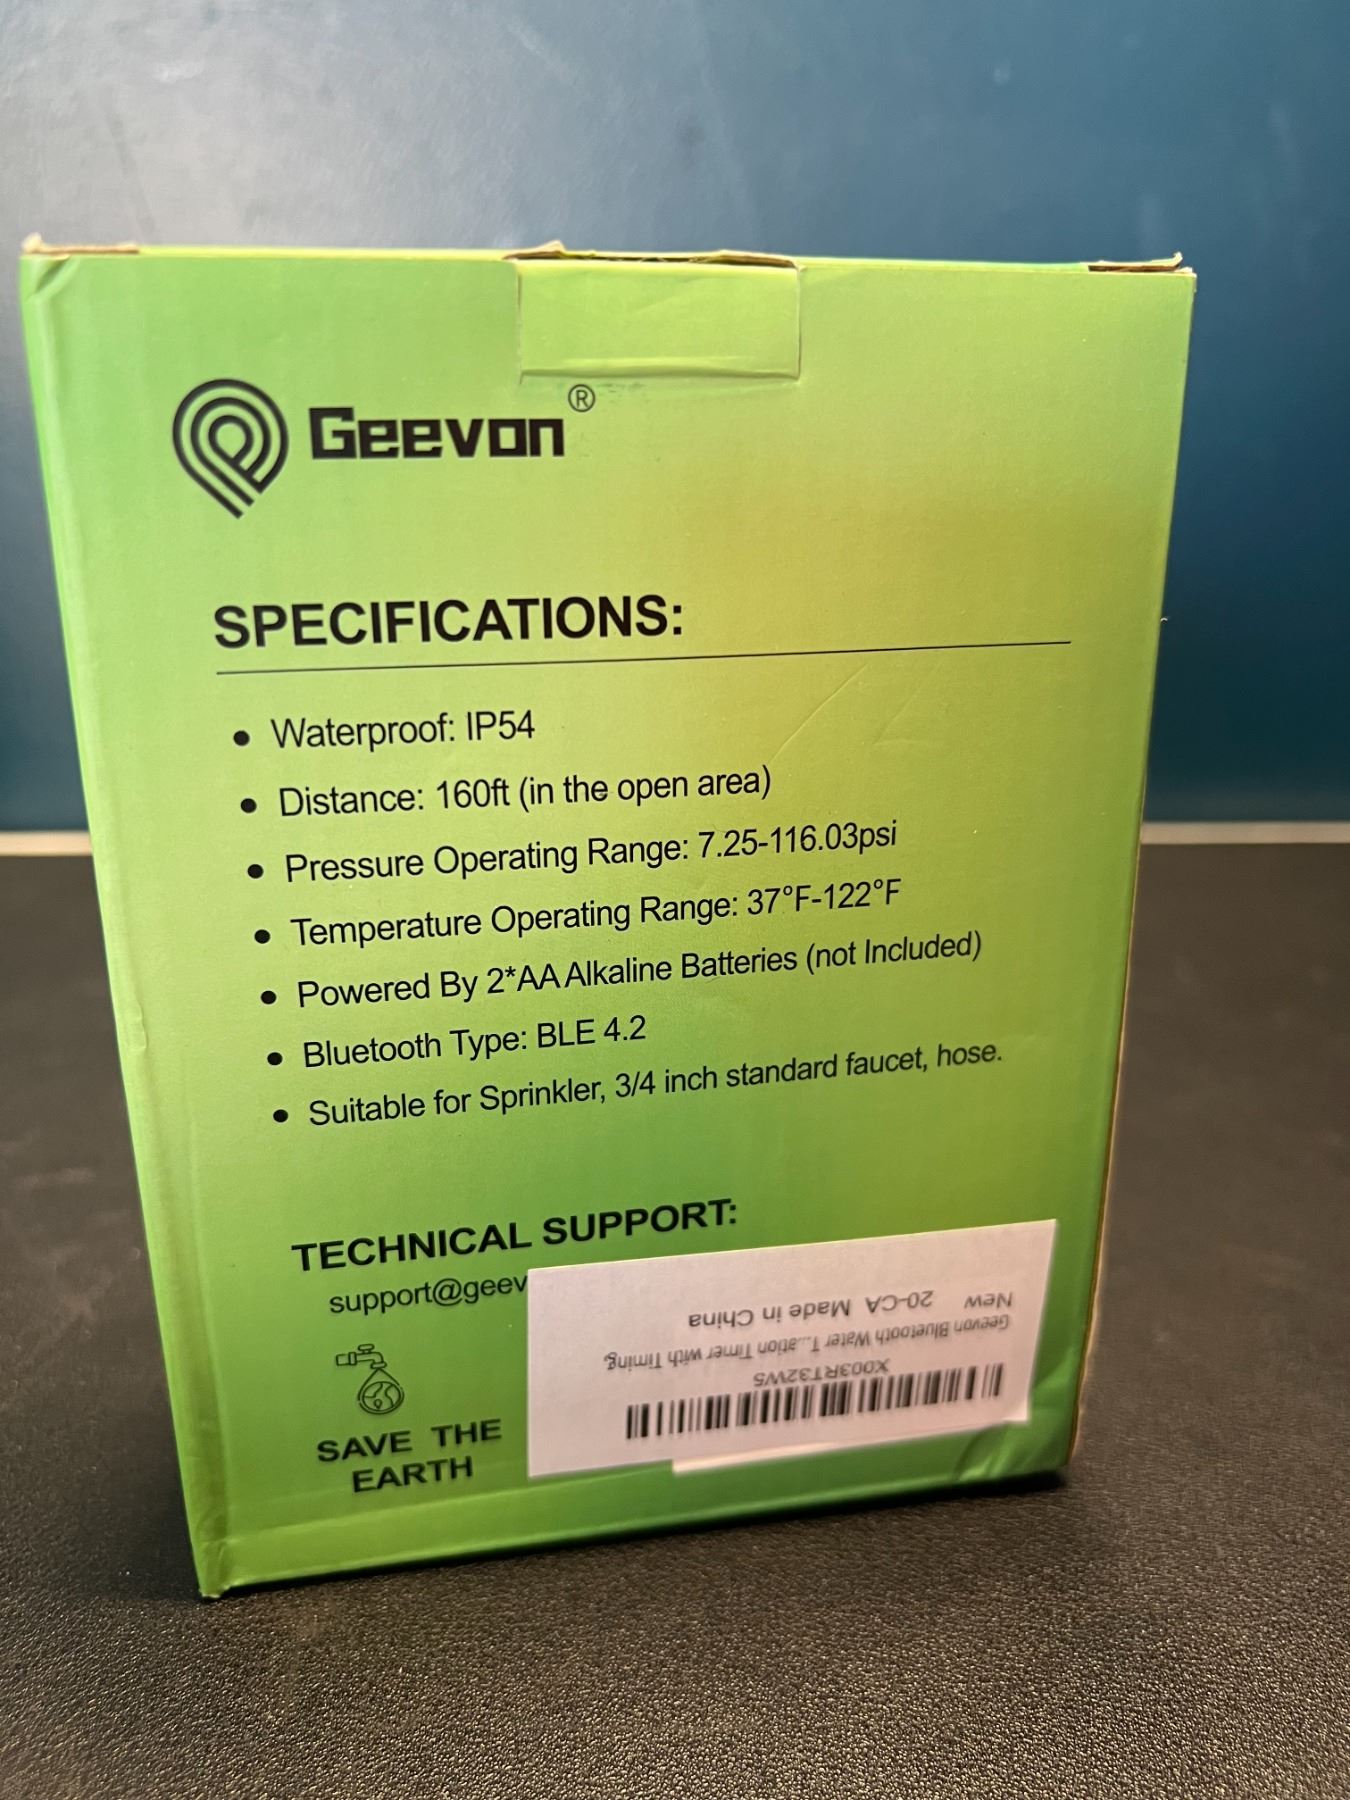 Geevon®
SPECIFICATIONS:
• Waterproof: IP54
• Distance: 160ft (in the open area)
• Pressure Operating Range: 7.25-116.03psi
• Temperature Operating Range: 37°F-122°F
• Powered By 2*AA Alkaline Batteries (not Included)
• Bluetooth Type: BLE 4.2
• Suitable for Sprinkler, 3/4 inch standard faucet, hose.
TECHNICAL SUPPORT:
support@geev
SAVE THE
EARTH
X003RT32W5
Geevon Bluetooth Water T...ation Timer with Timing,
New 20-CA Made in China